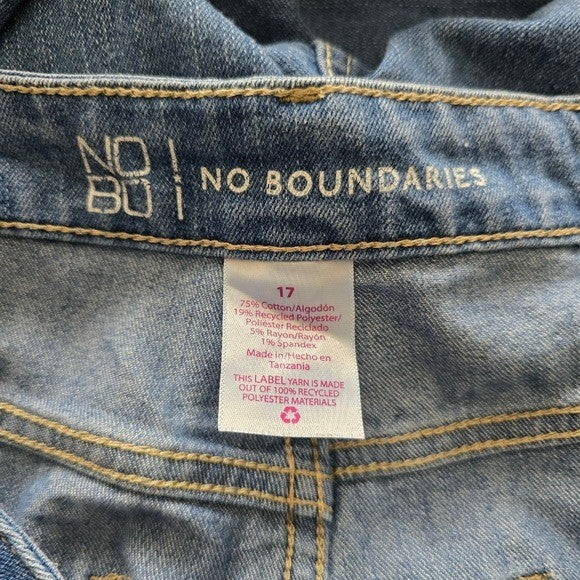 NO
BO
NO BOUNDARIES
17
75% Cotton/Algodón
19% Recycled Polyester/
Poliéster Reciclado
5% Rayon/Rayón
1% Spandex
Made in/Hecho en
Tanzania
THIS LABEL YARN IS MADE
OUT OF 100% RECYCLED
POLYESTER MATERIALS